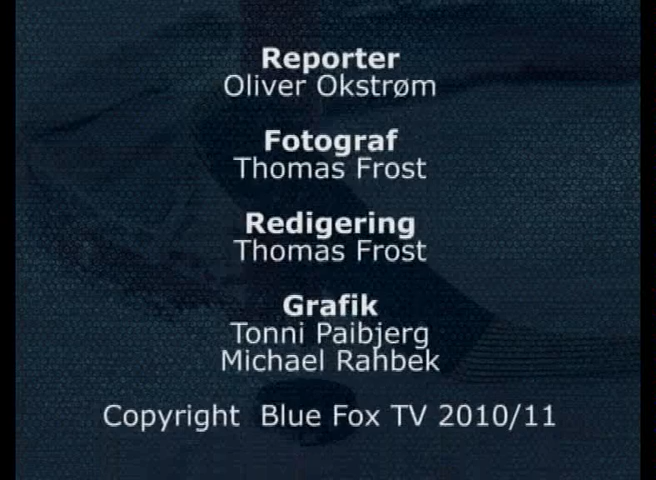 Reporter
Oliver Okstrøm
Fotograf
Thomas Frost
Redigering
Thomas Frost
Grafik
Tonni Paibjerg
Michael Rahbek
Copyright  Blue Fox TV 2010/11